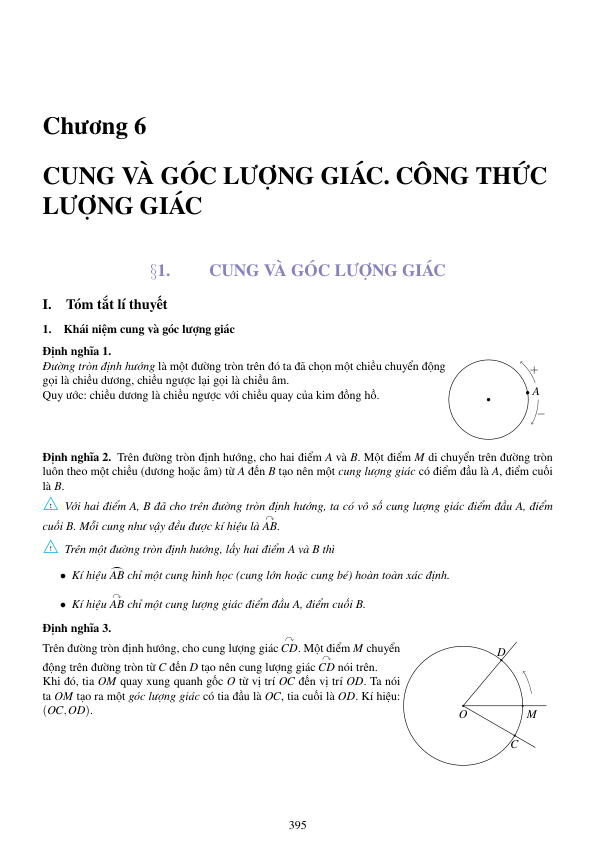 Chương 6
CUNG VÀ GÓC LƯỢNG GIÁC. CÔNG THỨC
LƯỢNG GIÁC
§1. CUNG VÀ GÓC LƯỢNG GIÁC
I. Tóm tắt lí thuyết
1. Khái niệm cung và góc lượng giác
Định nghĩa 1.
Đường tròn định hướng là một đường tròn trên đó ta đã chọn một chiều chuyển động
gọi là chiều dương, chiều ngược lại gọi là chiều âm.
Quy ước: chiều dương là chiều ngược với chiều quay của kim đồng hồ.
+
A
−
Định nghĩa 2. Trên đường tròn định hướng, cho hai điểm A và B. Một điểm M di chuyển trên đường tròn
luôn theo một chiều (dương hoặc âm) từ A đến B tạo nên một cung lượng giác có điểm đầu là A, điểm cuối
là B.
⚠ Với hai điểm A, B đã cho trên đường tròn định hướng, ta có vô số cung lượng giác điểm đầu A, điểm
cuối B. Mỗi cung như vậy đều được kí hiệu là AB.
⚠ Trên một đường tròn định hướng, lấy hai điểm A và B thì
• Kí hiệu AB chỉ một cung hình học (cung lớn hoặc cung bé) hoàn toàn xác định.
• Kí hiệu AB chỉ một cung lượng giác điểm đầu A, điểm cuối B.
Định nghĩa 3.
Trên đường tròn định hướng, cho cung lượng giác CD. Một điểm M chuyển
động trên đường tròn từ C đến D tạo nên cung lượng giác CD nói trên.
Khi đó, tia OM quay xung quanh gốc O từ vị trí OC đến vị trí OD. Ta nói
ta OM tạo ra một góc lượng giác có tia đầu là OC, tia cuối là OD. Kí hiệu:
(OC, OD).
D
O
M
C
395